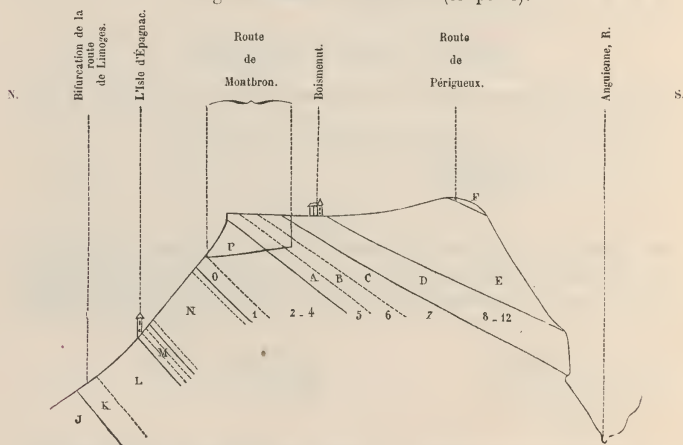 Bifurcation de la
route
de Limoges.
L'Isle d'Épagnac.
Route
de
Montbron.
Boismenut.
Route
de
Périgueux.
Anguienne, R.
N.
S.
F
P
A
B
C
D
E
O
N
1
2-4
5
6
7
8-12
M
L
K
J